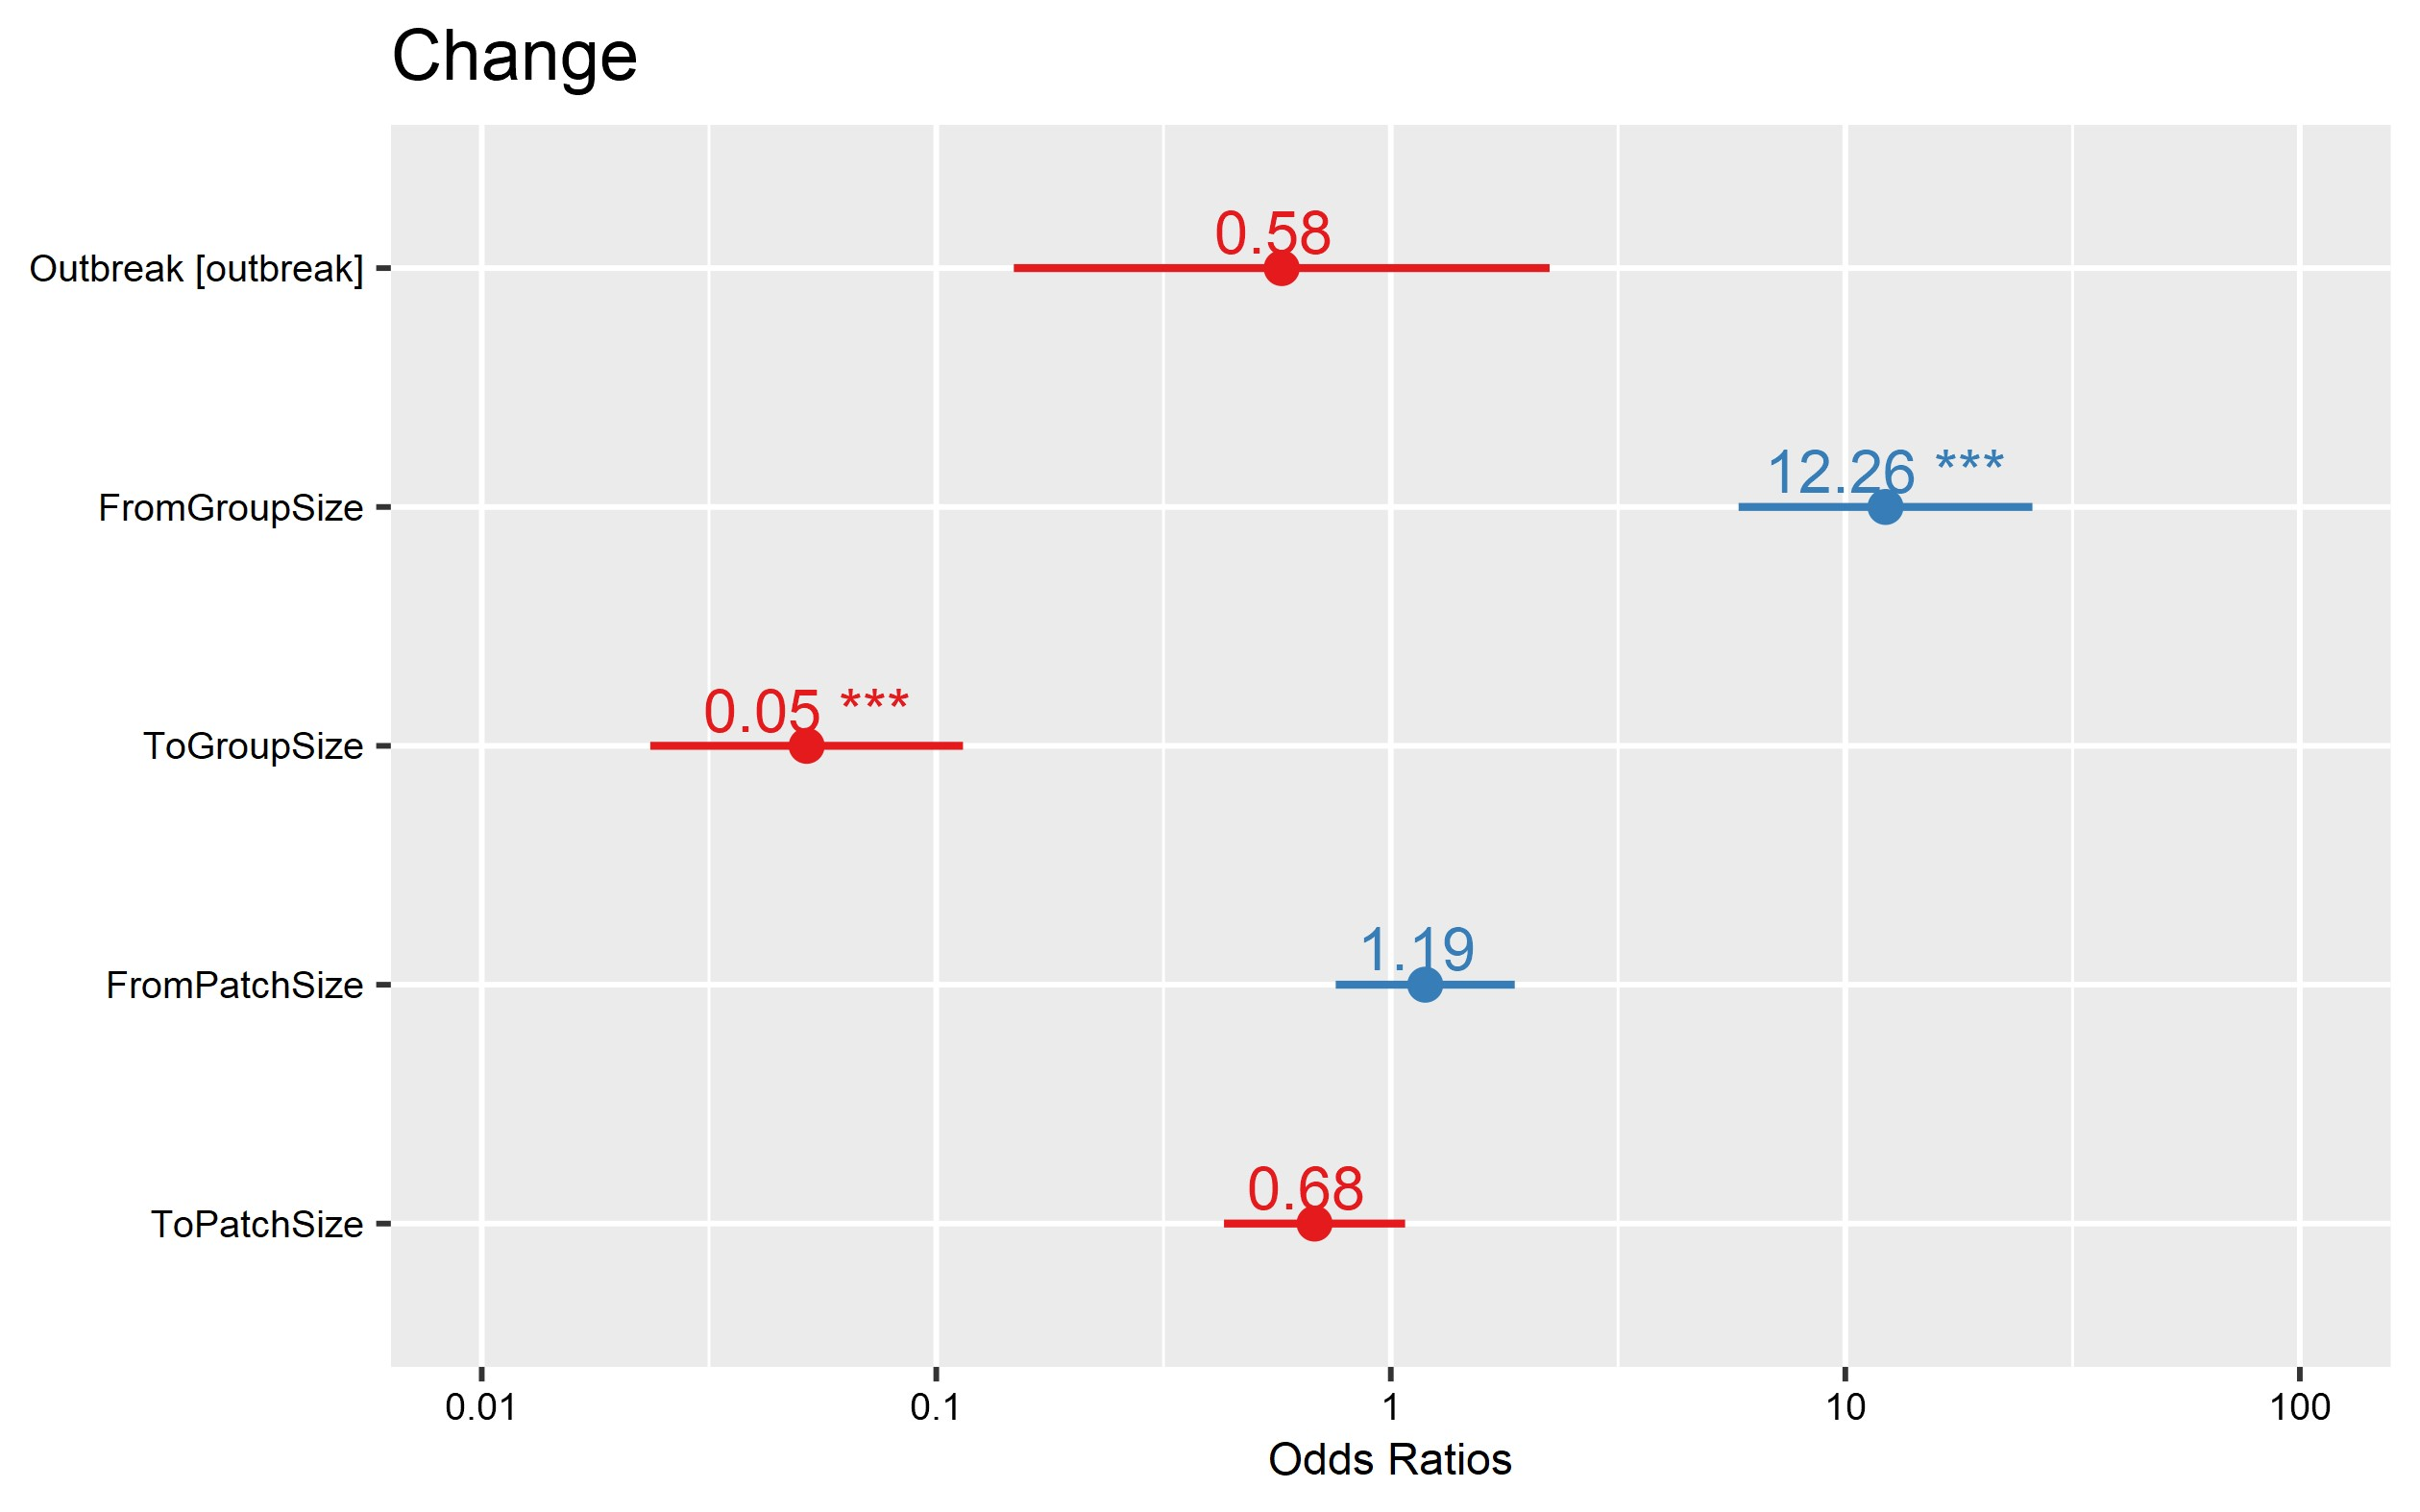 Change
Outbreak [outbreak]
0.58
FromGroupSize
12.26 ***
ToGroupSize
0.05 ***
FromPatchSize
1.19
ToPatchSize
0.68
0.01 0.1 1 10 100
Odds Ratios